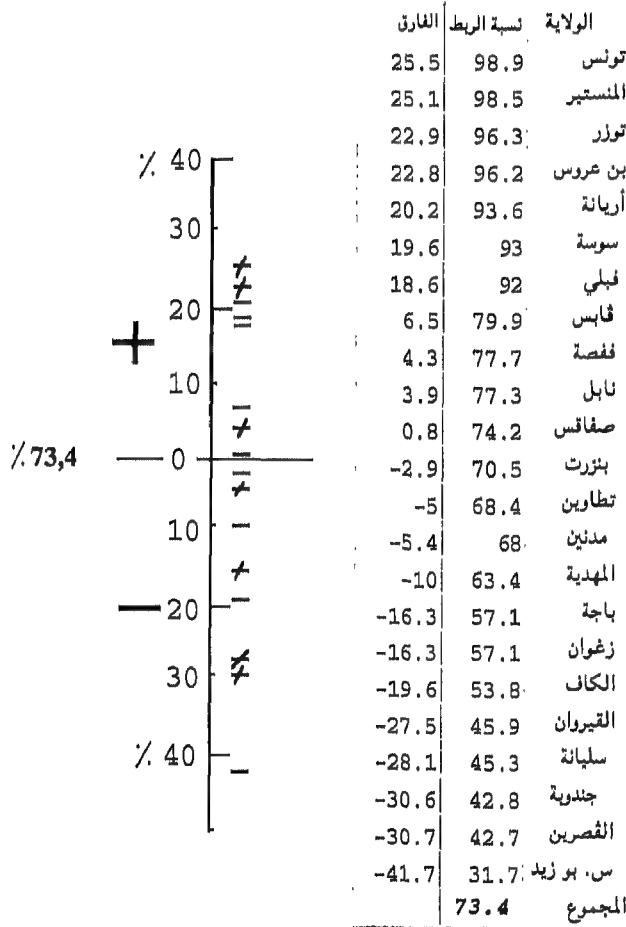 الولاية نسبة الربط الفارق
تونس 98.9 25.5
المنستير 98.5 25.1
توزر 96.3 22.9
بن عروس 96.2 22.8
أريانة 93.6 20.2
سوسة 93 19.6
قبلي 92 18.6
ڨابس 79.9 6.5
قفصة 77.7 4.3
نابل 77.3 3.9
صفاقس 74.2 0.8
بنزرت 70.5 -2.9
تطاوين 68.4 -5
مدنين 68 -5.4
المهدية 63.4 -10
باجة 57.1 -16.3
زغوان 57.1 -16.3
الكاف 53.8 -19.6
القيروان 45.9 -27.5
سليانة 45.3 -28.1
جندوبة 42.8 -30.6
الڨصرين 42.7 -30.7
س. بو زيد 31.7 -41.7
المجموع 73.4
٪ 40
30
20
+
10
٪73,4 0
10
— 20
30
٪ 40